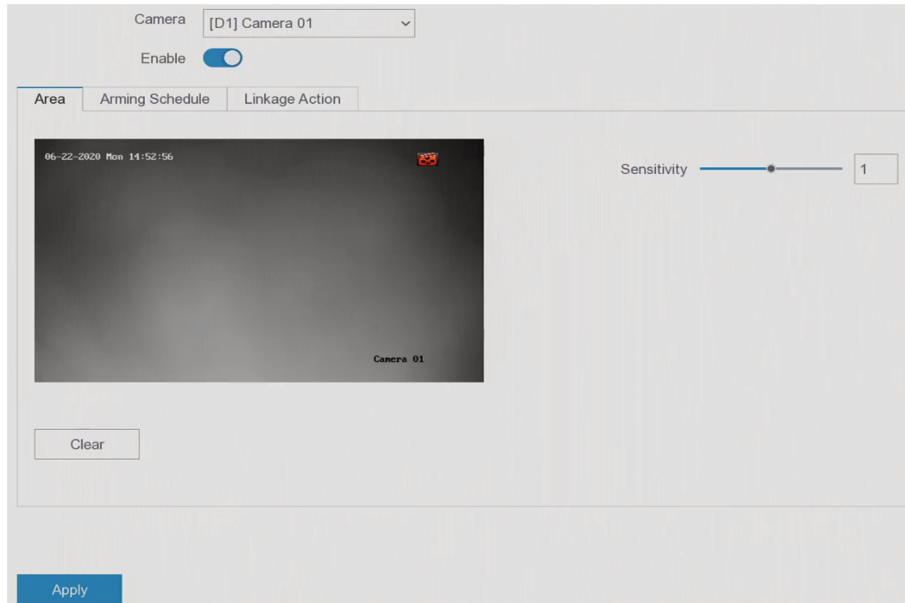 Camera [D1] Camera 01
Enable
Area Arming Schedule Linkage Action
06-22-2020 Mon 14:52:56
Sensitivity 1
Camera 01
Clear
Apply